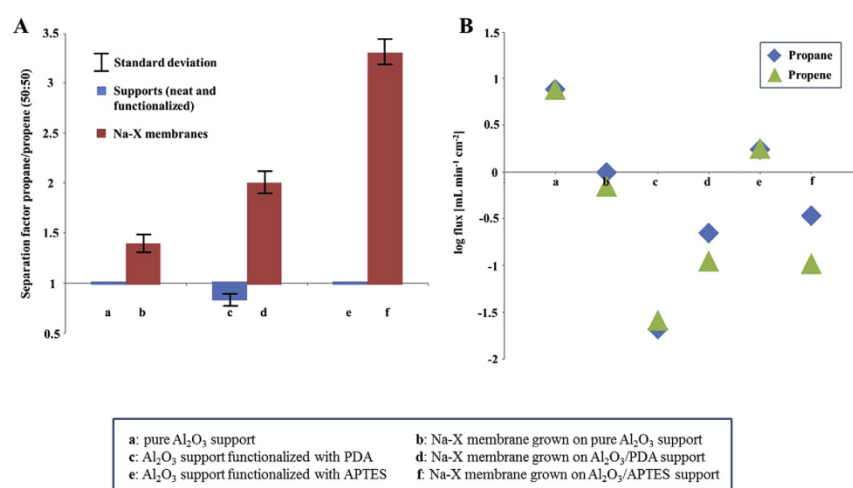 A
Separation factor propane/propene (50:50)
3.5
3
2.5
2
1.5
1
0.5
Standard deviation
Supports (neat and
functionalized)
Na-X membranes
a
b
c
d
e
f
B
log flux [mL min⁻¹ cm⁻²]
1.5
1
0.5
0
-0.5
-1
-1.5
-2
Propane
Propene
a
b
c
d
e
f
a: pure Al₂O₃ support
b: Na-X membrane grown on pure Al₂O₃ support
c: Al₂O₃ support functionalized with PDA
d: Na-X membrane grown on Al₂O₃/PDA support
e: Al₂O₃ support functionalized with APTES
f: Na-X membrane grown on Al₂O₃/APTES support